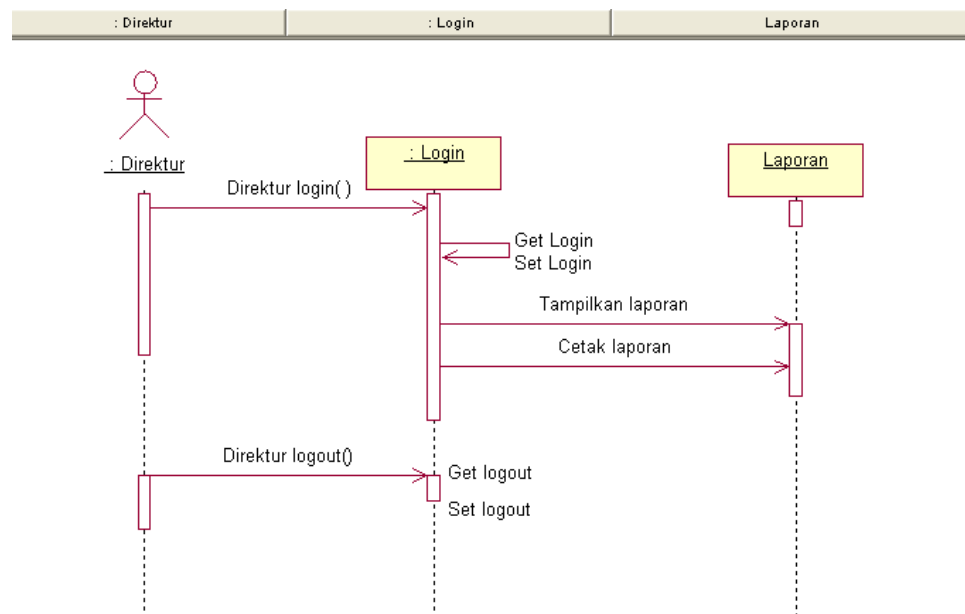 : Direktur
: Login
Laporan
: Direktur
: Login
Laporan
Direktur login( )
Get Login
Set Login
Tampilkan laporan
Cetak laporan
Direktur logout()
Get logout
Set logout